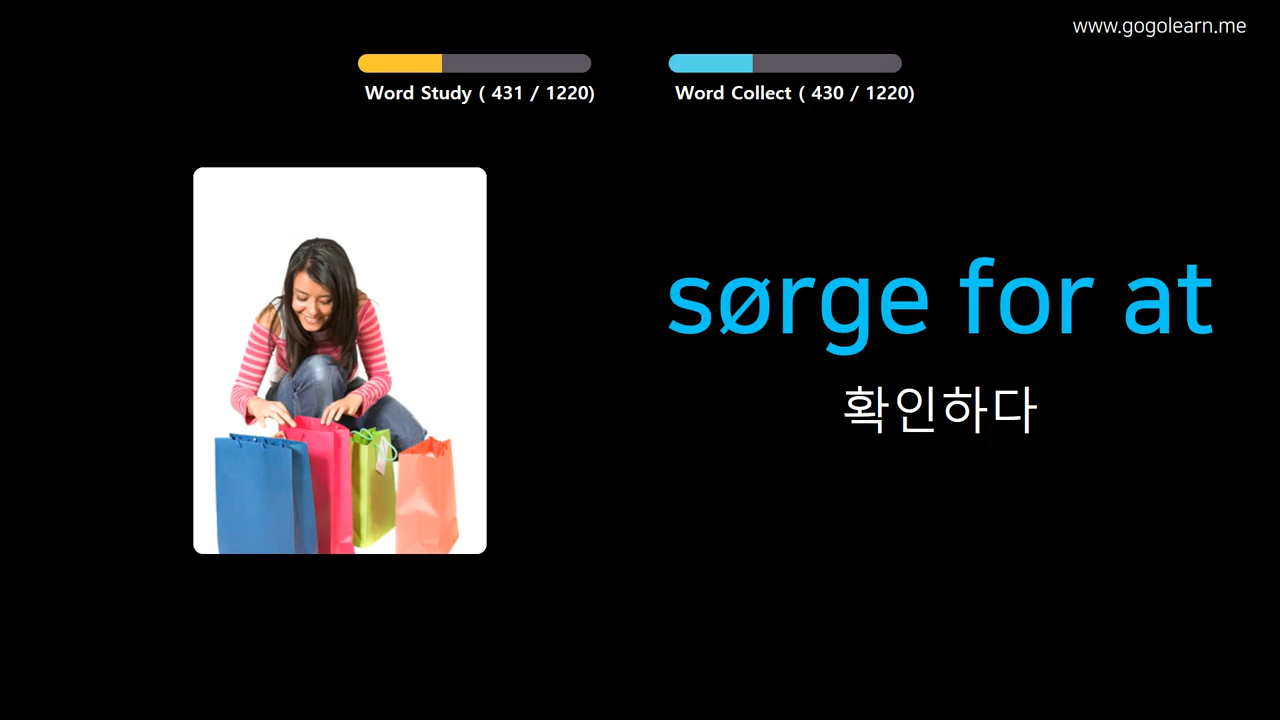 www.gogolearn.me
Word Study ( 431 / 1220)
Word Collect ( 430 / 1220)
sørge for at
확인하다